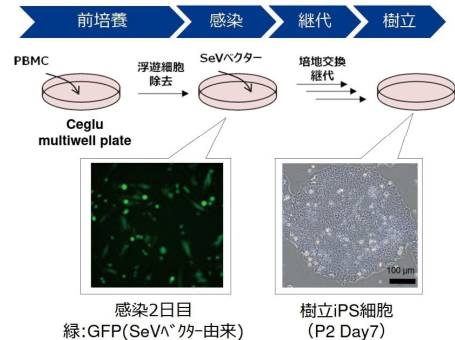 前培養
感染
継代
樹立
PBMC
浮遊細胞
除去
SeVベクター
培地交換
継代
Ceglu
multiwell plate
100 μm
感染2日目
緑:GFP(SeVベクター由来)
樹立iPS細胞
(P2 Day7)